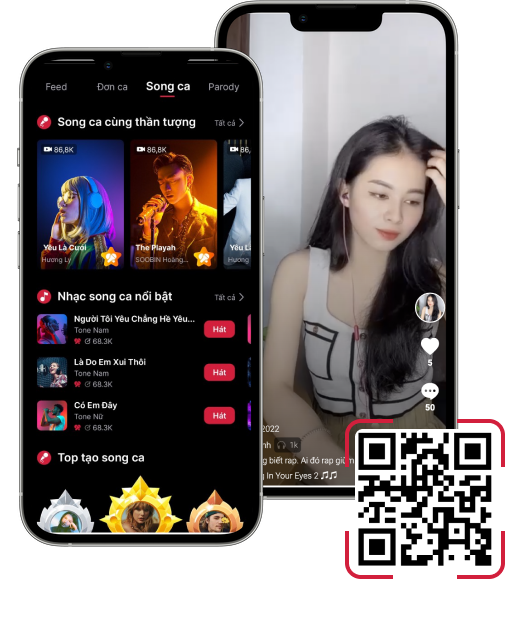 Feed Đơn ca Song ca Parody
Song ca cùng thần tượng Tất cả
86,8K 86,8K 86,
Yêu Là Cưới The Playah Yêu L
Hương Ly SOOBIN Hoàng... Hương
Nhạc song ca nổi bật Tất cả
Người Tôi Yêu Chẳng Hề Yêu...
Tone Nam
68.3K
Hát
Là Do Em Xui Thôi
Tone Nam
68.3K
Hát
Có Em Đây
Tone Nữ
68.3K
Hát
Top tạo song ca
5
50
2022
nh 1k
g biết rap. Ai đó rap giùm
In Your Eyes 2